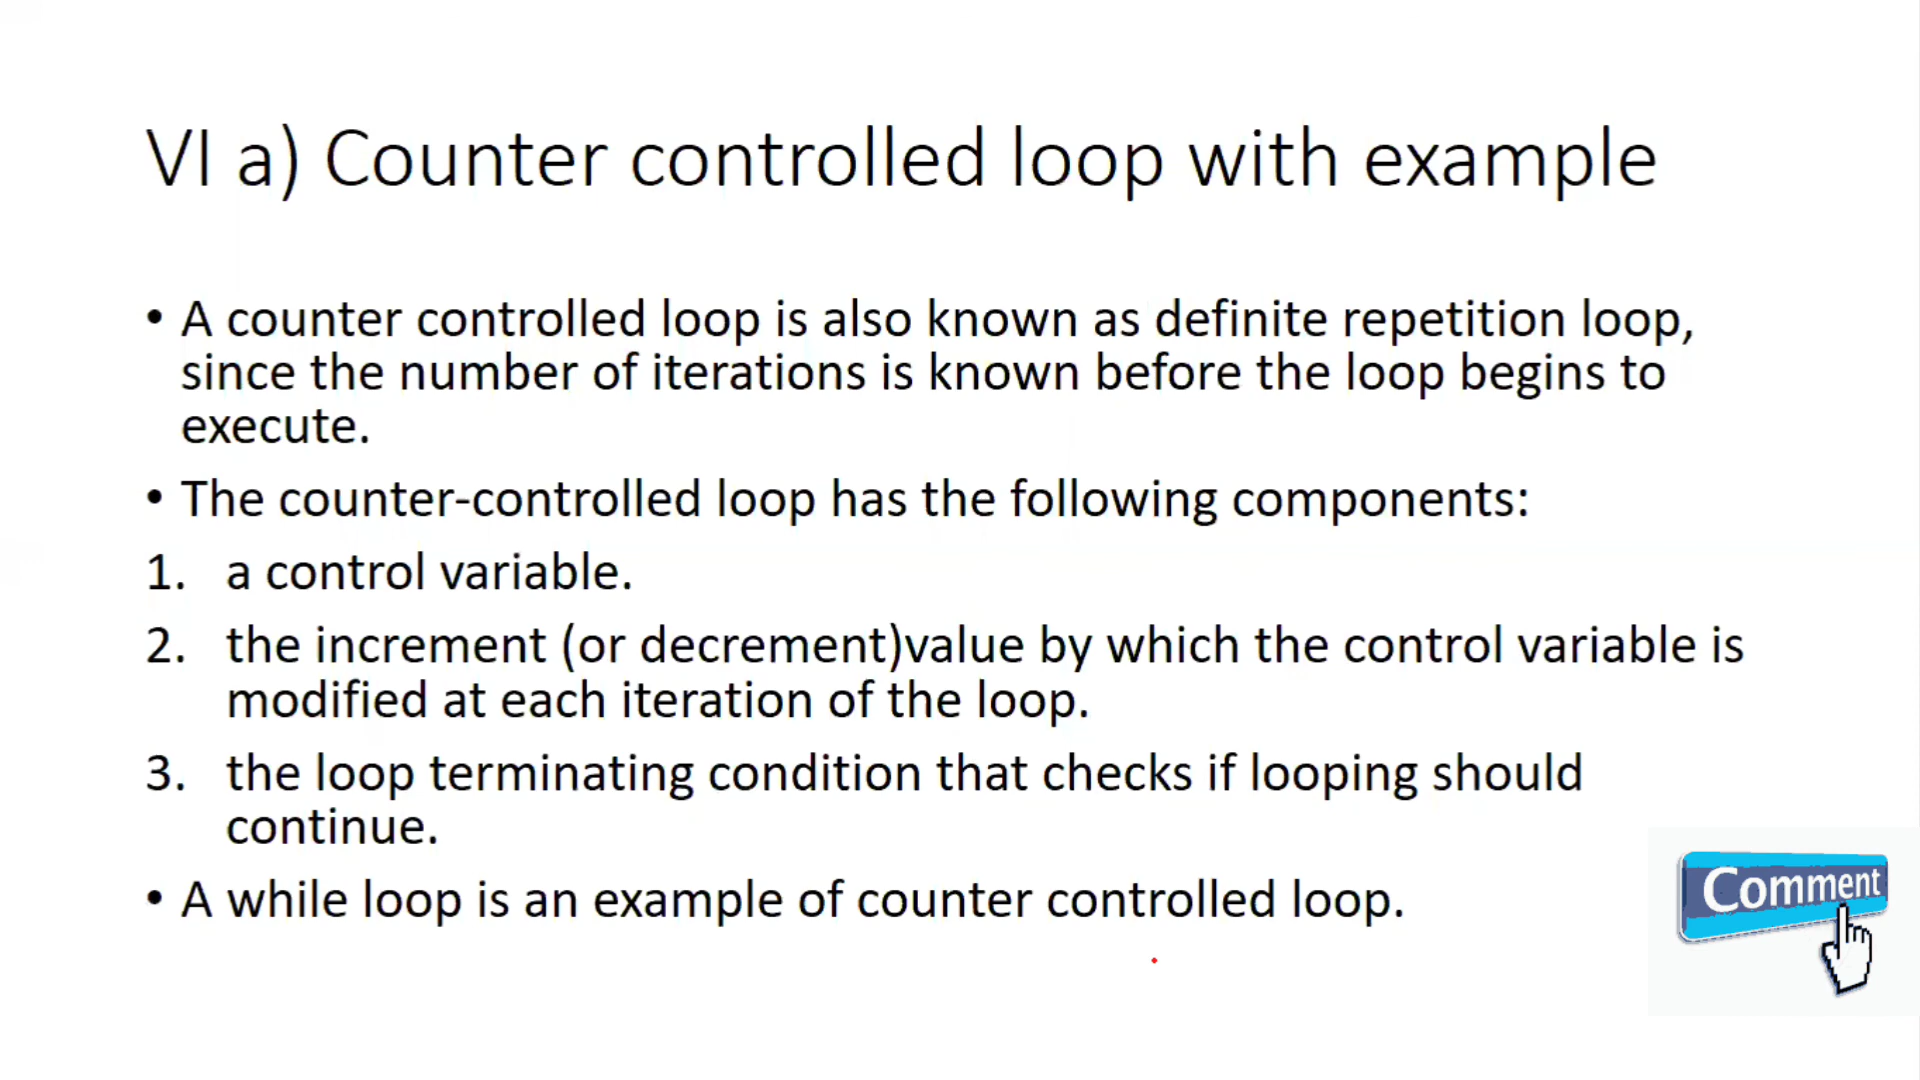 VI a) Counter controlled loop with example
• A counter controlled loop is also known as definite repetition loop,
since the number of iterations is known before the loop begins to
execute.
• The counter-controlled loop has the following components:
1. a control variable.
2. the increment (or decrement)value by which the control variable is
modified at each iteration of the loop.
3. the loop terminating condition that checks if looping should
continue.
• A while loop is an example of counter controlled loop.
Comment